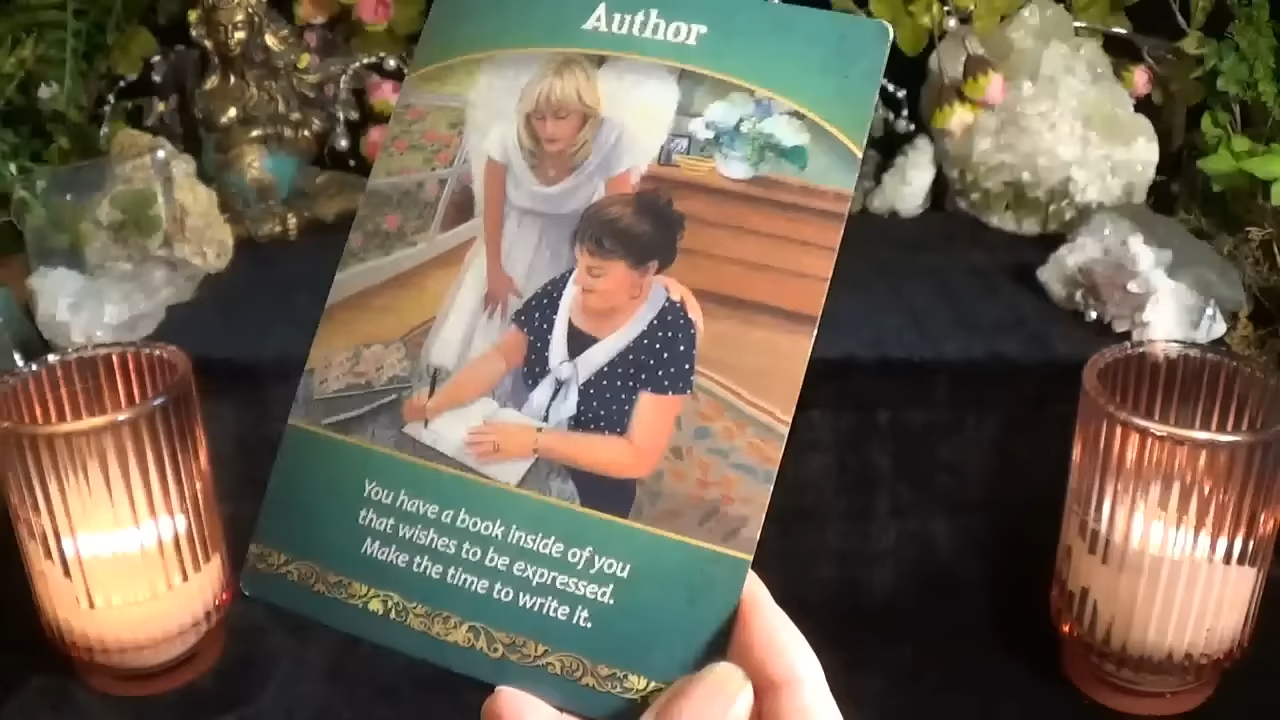 Author
You have a book inside of you
that wishes to be expressed.
Make the time to write it.